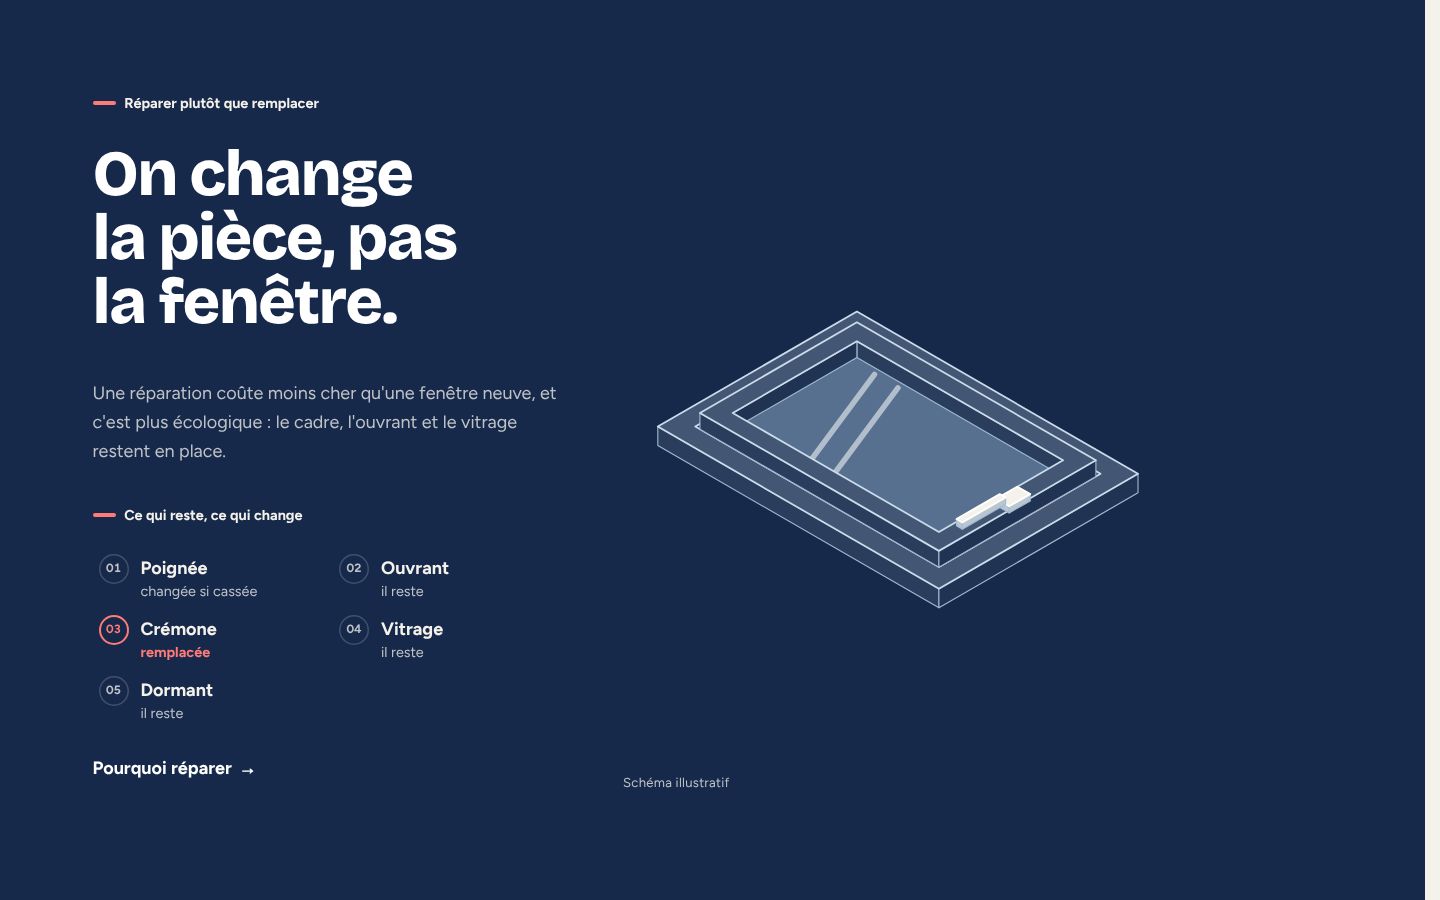 Réparer plutôt que remplacer
On change
la pièce, pas
la fenêtre.
Une réparation coûte moins cher qu'une fenêtre neuve, et
c'est plus écologique : le cadre, l'ouvrant et le vitrage
restent en place.
Ce qui reste, ce qui change
01 Poignée
changée si cassée
02 Ouvrant
il reste
03 Crémone
remplacée
04 Vitrage
il reste
05 Dormant
il reste
Pourquoi réparer →
Schéma illustratif